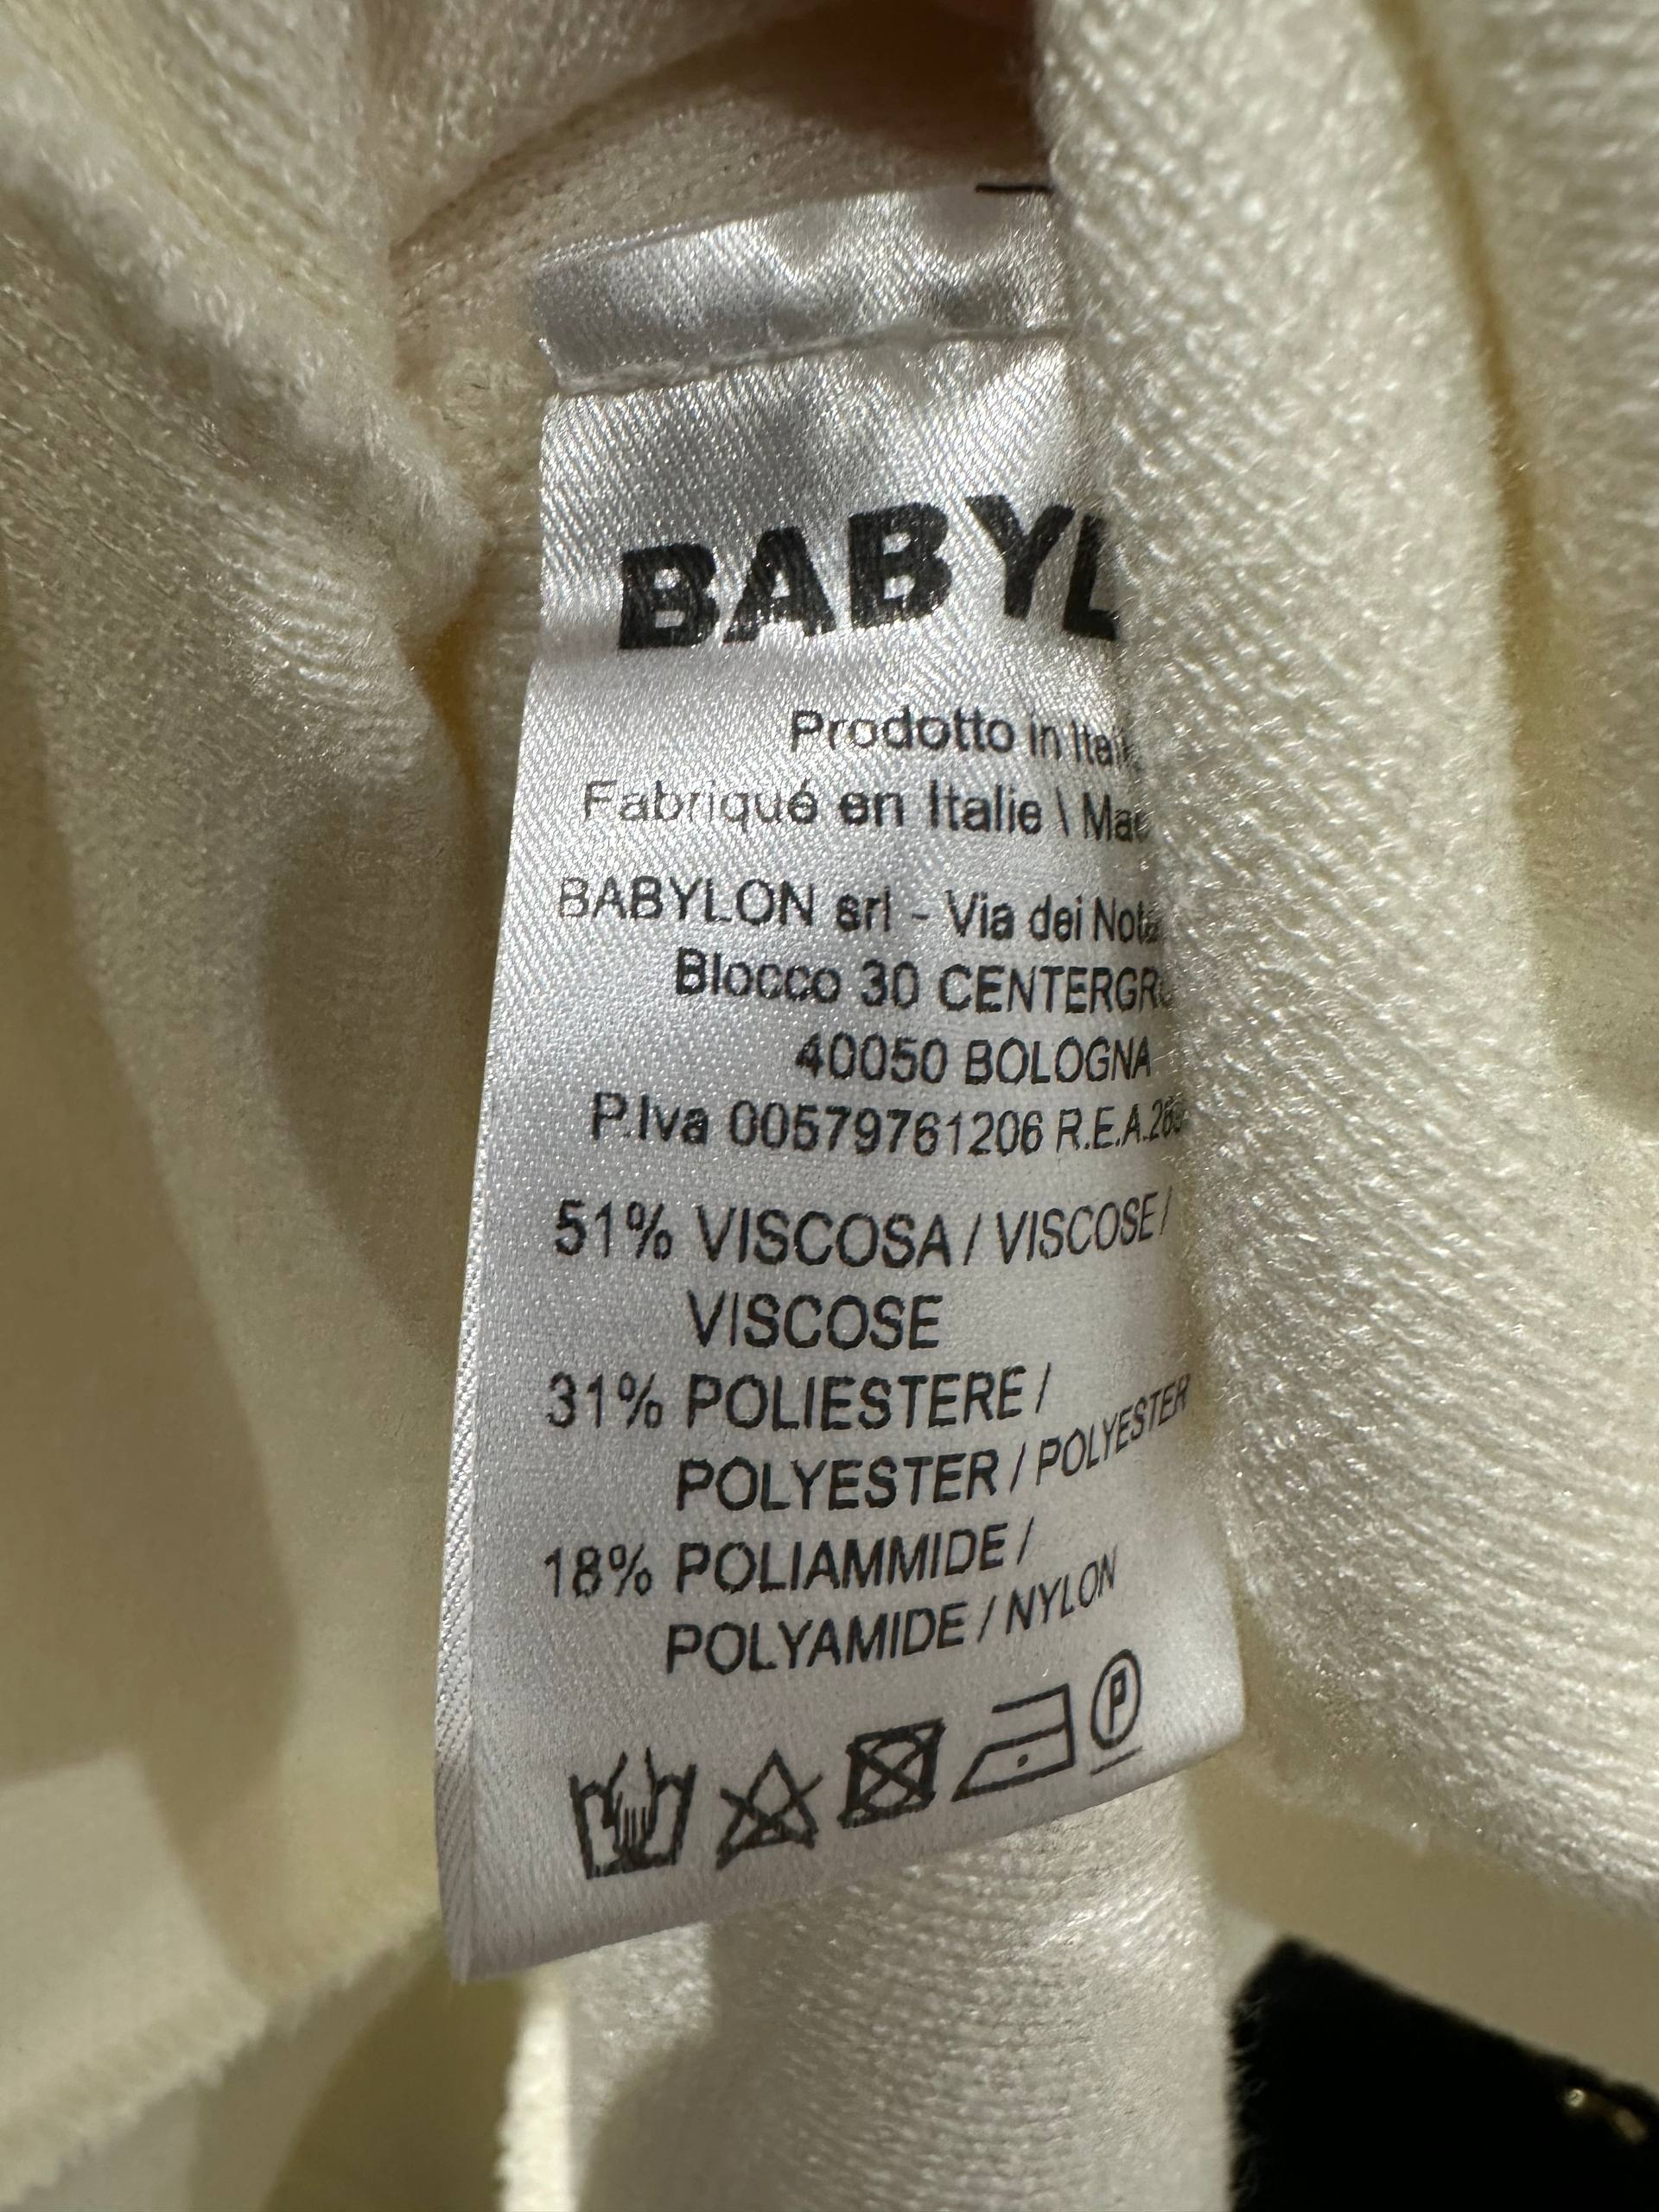 BABYL
Prodotto in Ital
Fabriqué en Italie \ Mad
BABYLON srl - Via dei Nota
Blocco 30 CENTERGR
40050 BOLOGNA
P.Iva 00579761206 R.E.A.
51% VISCOSA / VISCOSE /
VISCOSE
31% POLIESTERE /
POLYESTER / POLYESTER
18% POLIAMMIDE /
POLYAMIDE / NYLON
P